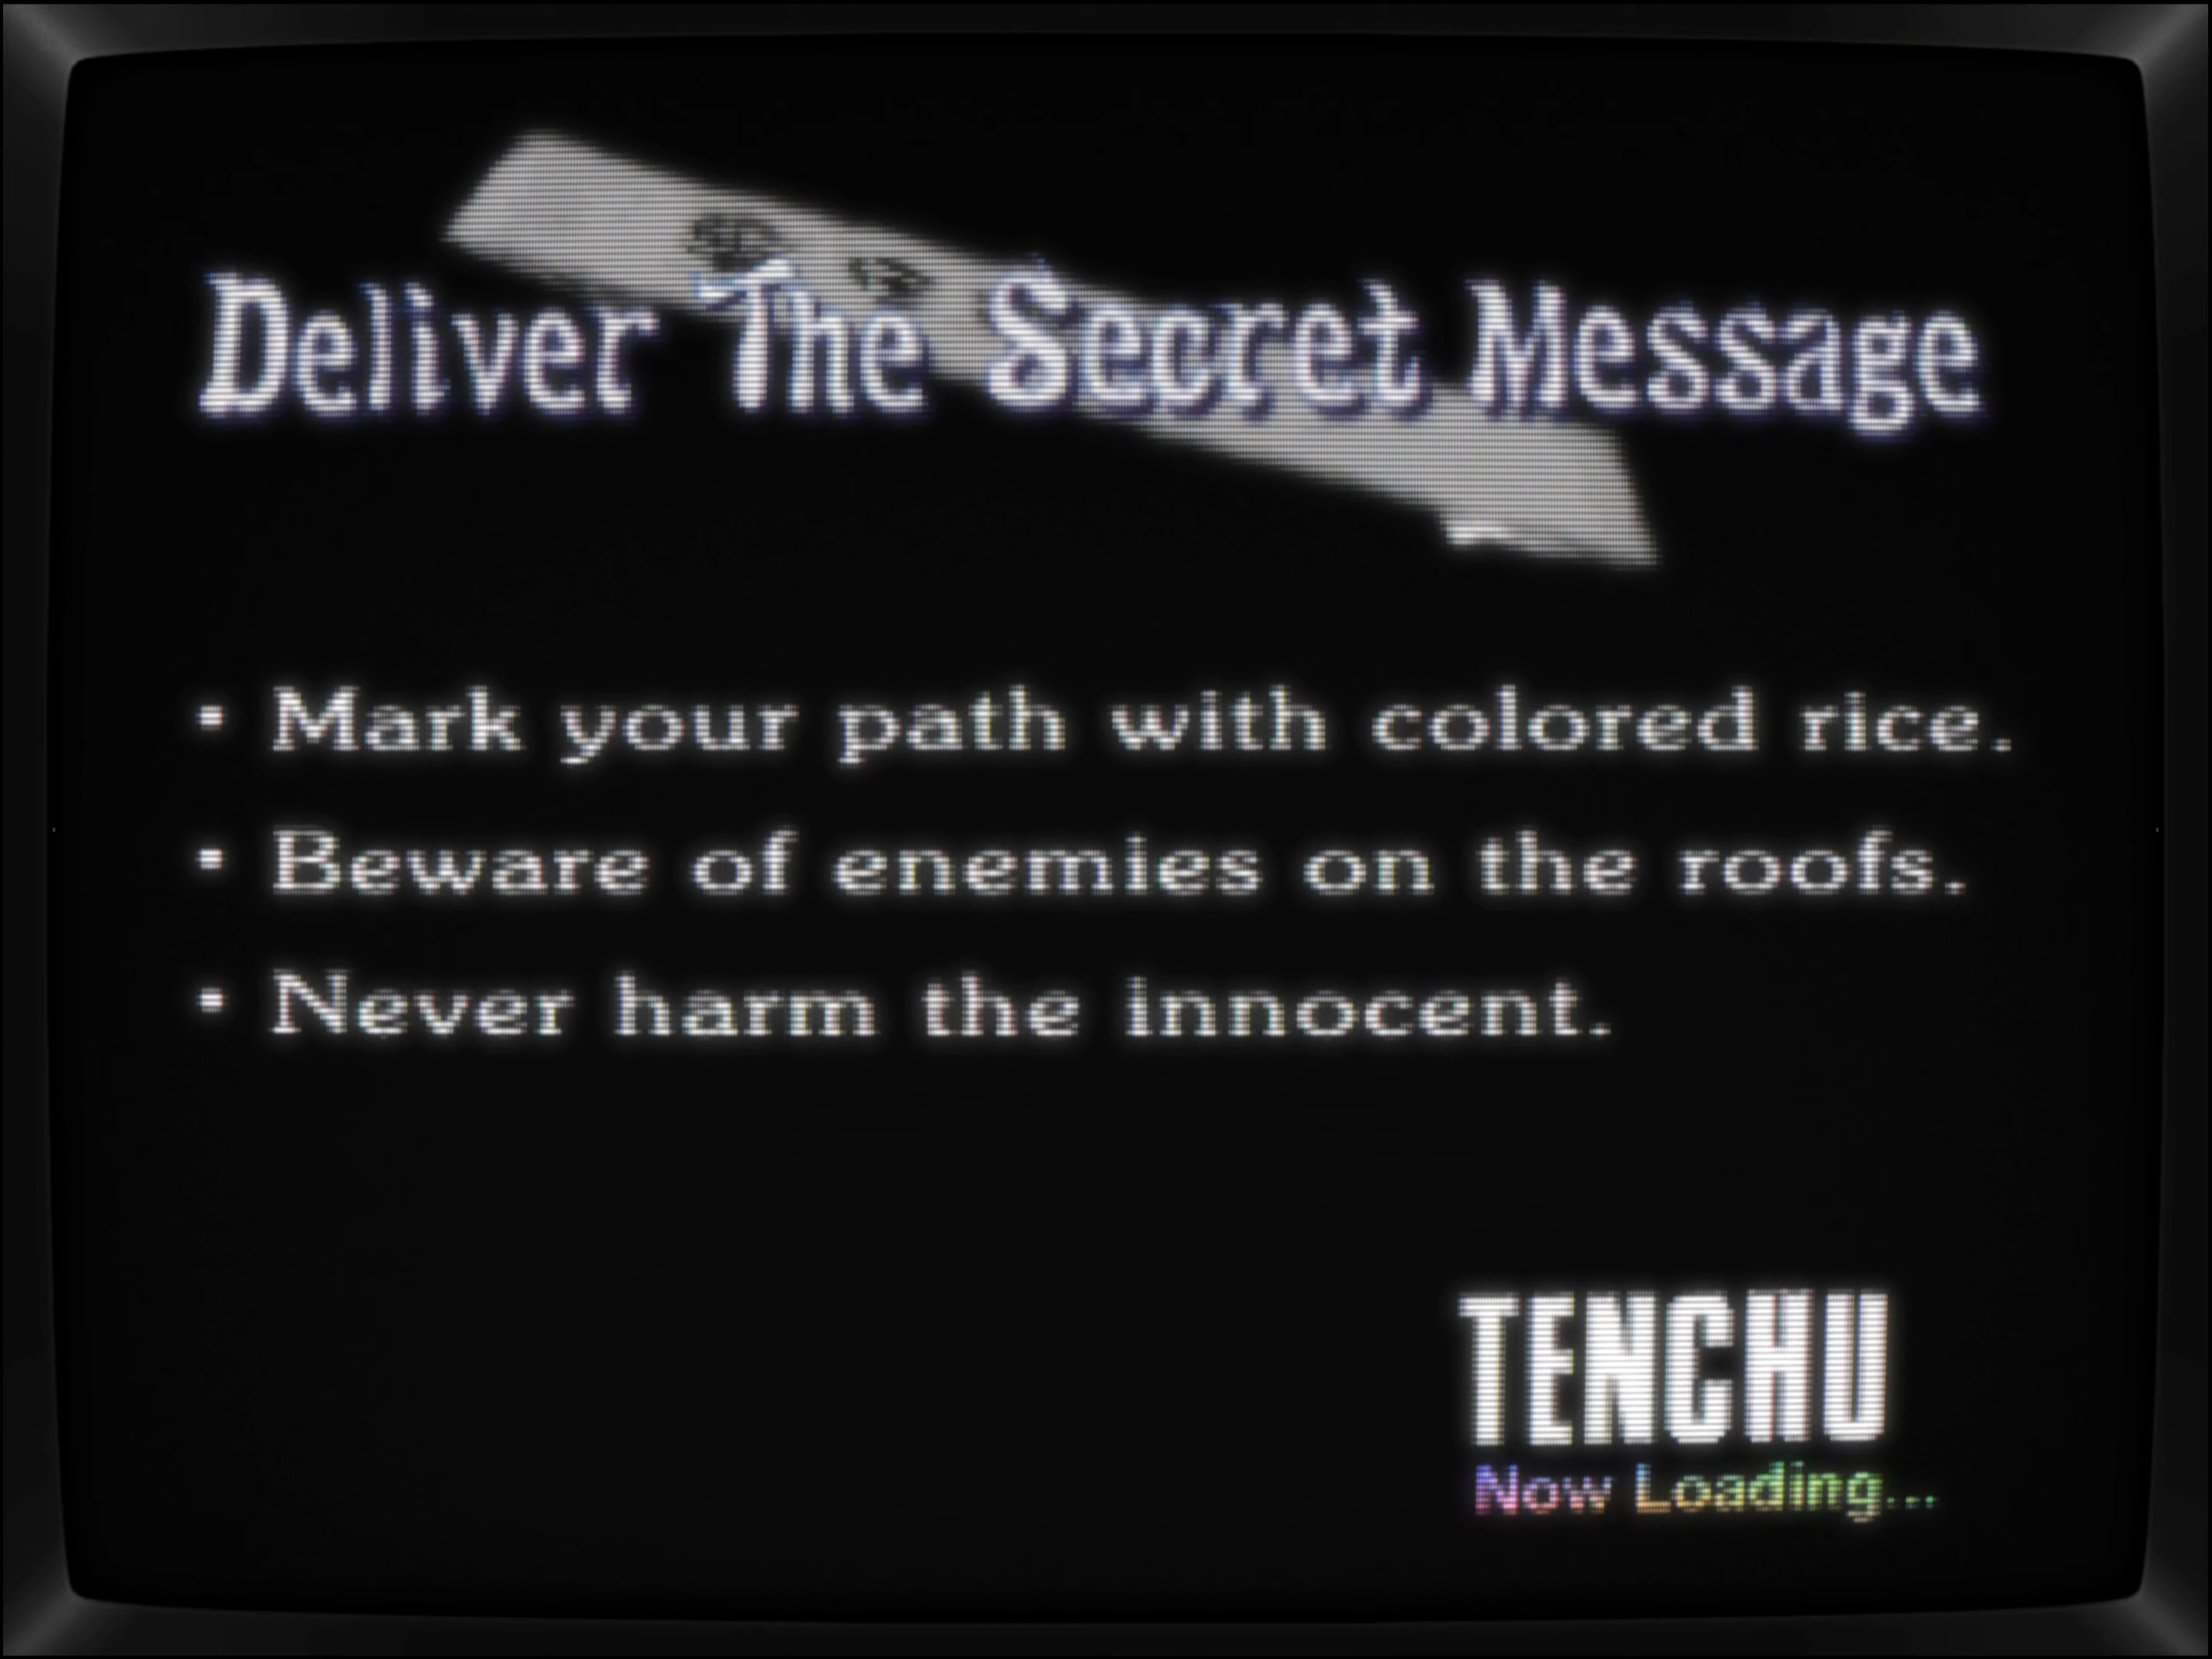 Deliver The Secret Message
▪ Mark your path with colored rice.
▪ Beware of enemies on the roofs.
▪ Never harm the innocent.
TENCHU
Now Loading...